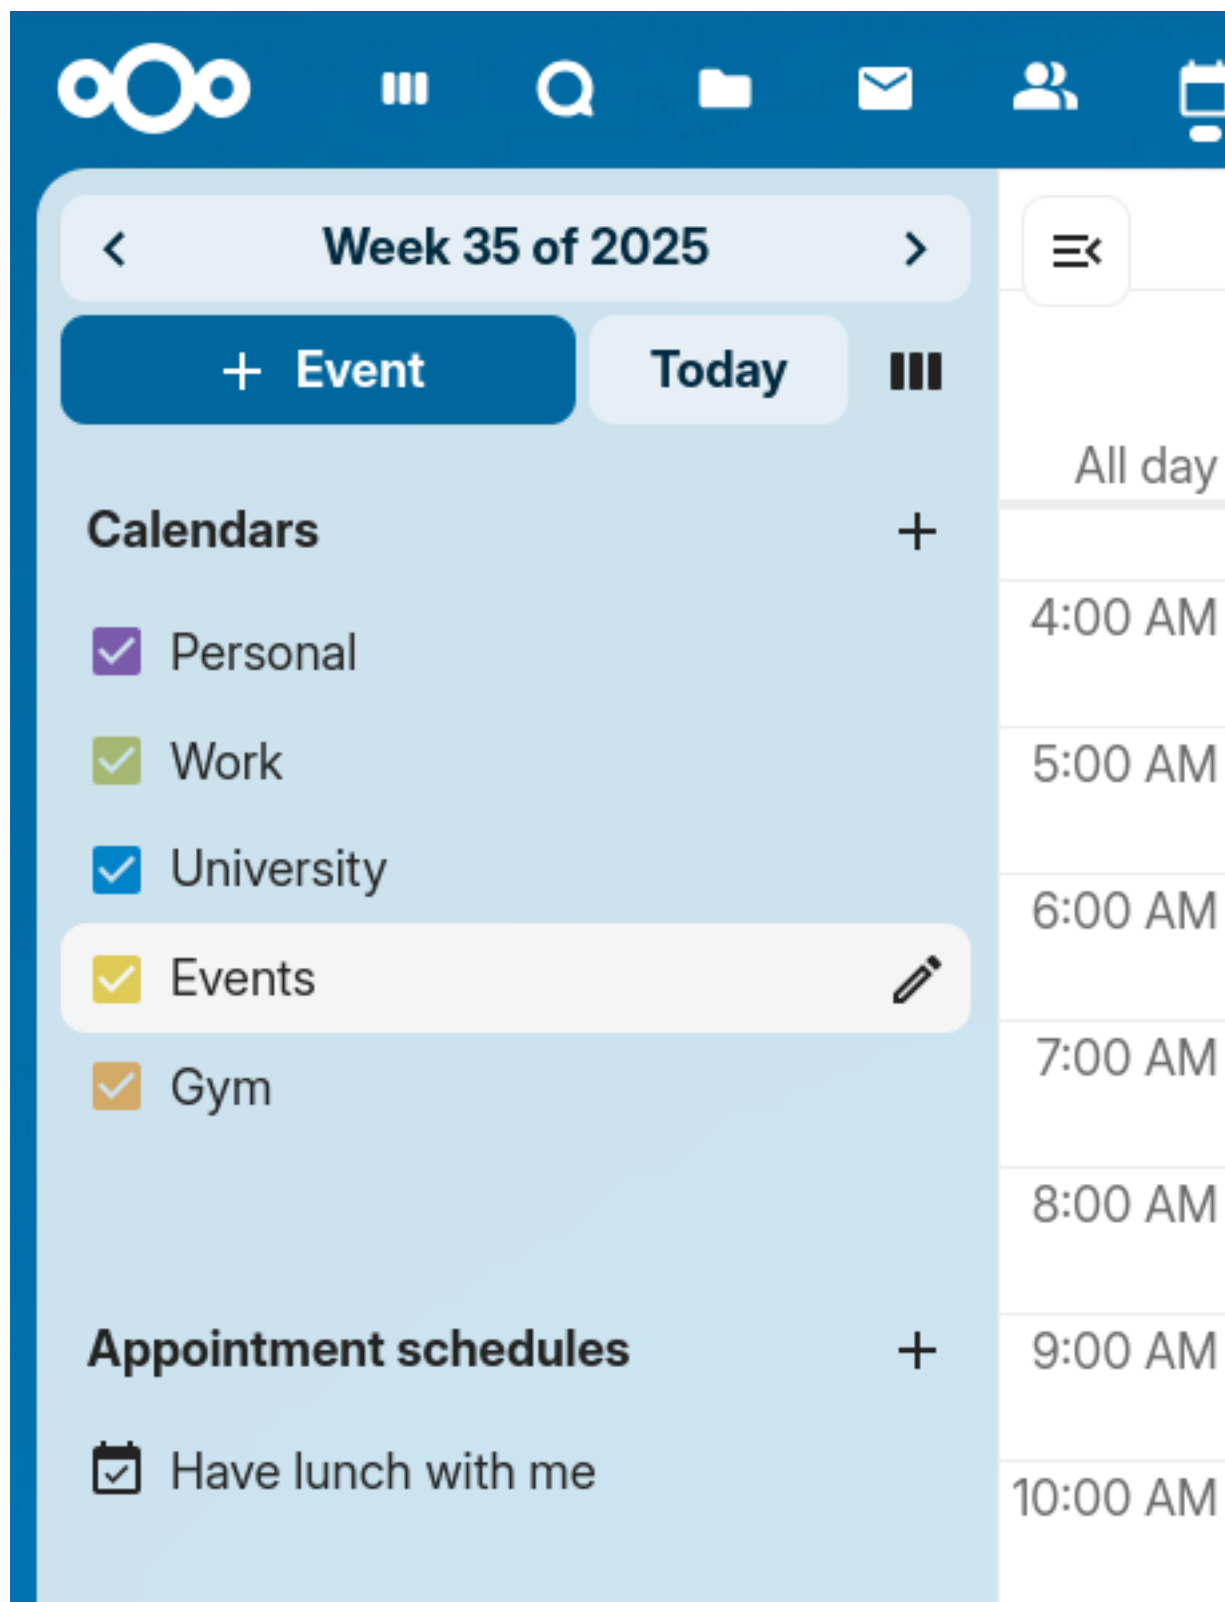 Week 35 of 2025
Event
Today
Calendars
Personal
Work
University
Events
Gym
Appointment schedules
Have lunch with me
All day
4:00 AM
5:00 AM
6:00 AM
7:00 AM
8:00 AM
9:00 AM
10:00 AM